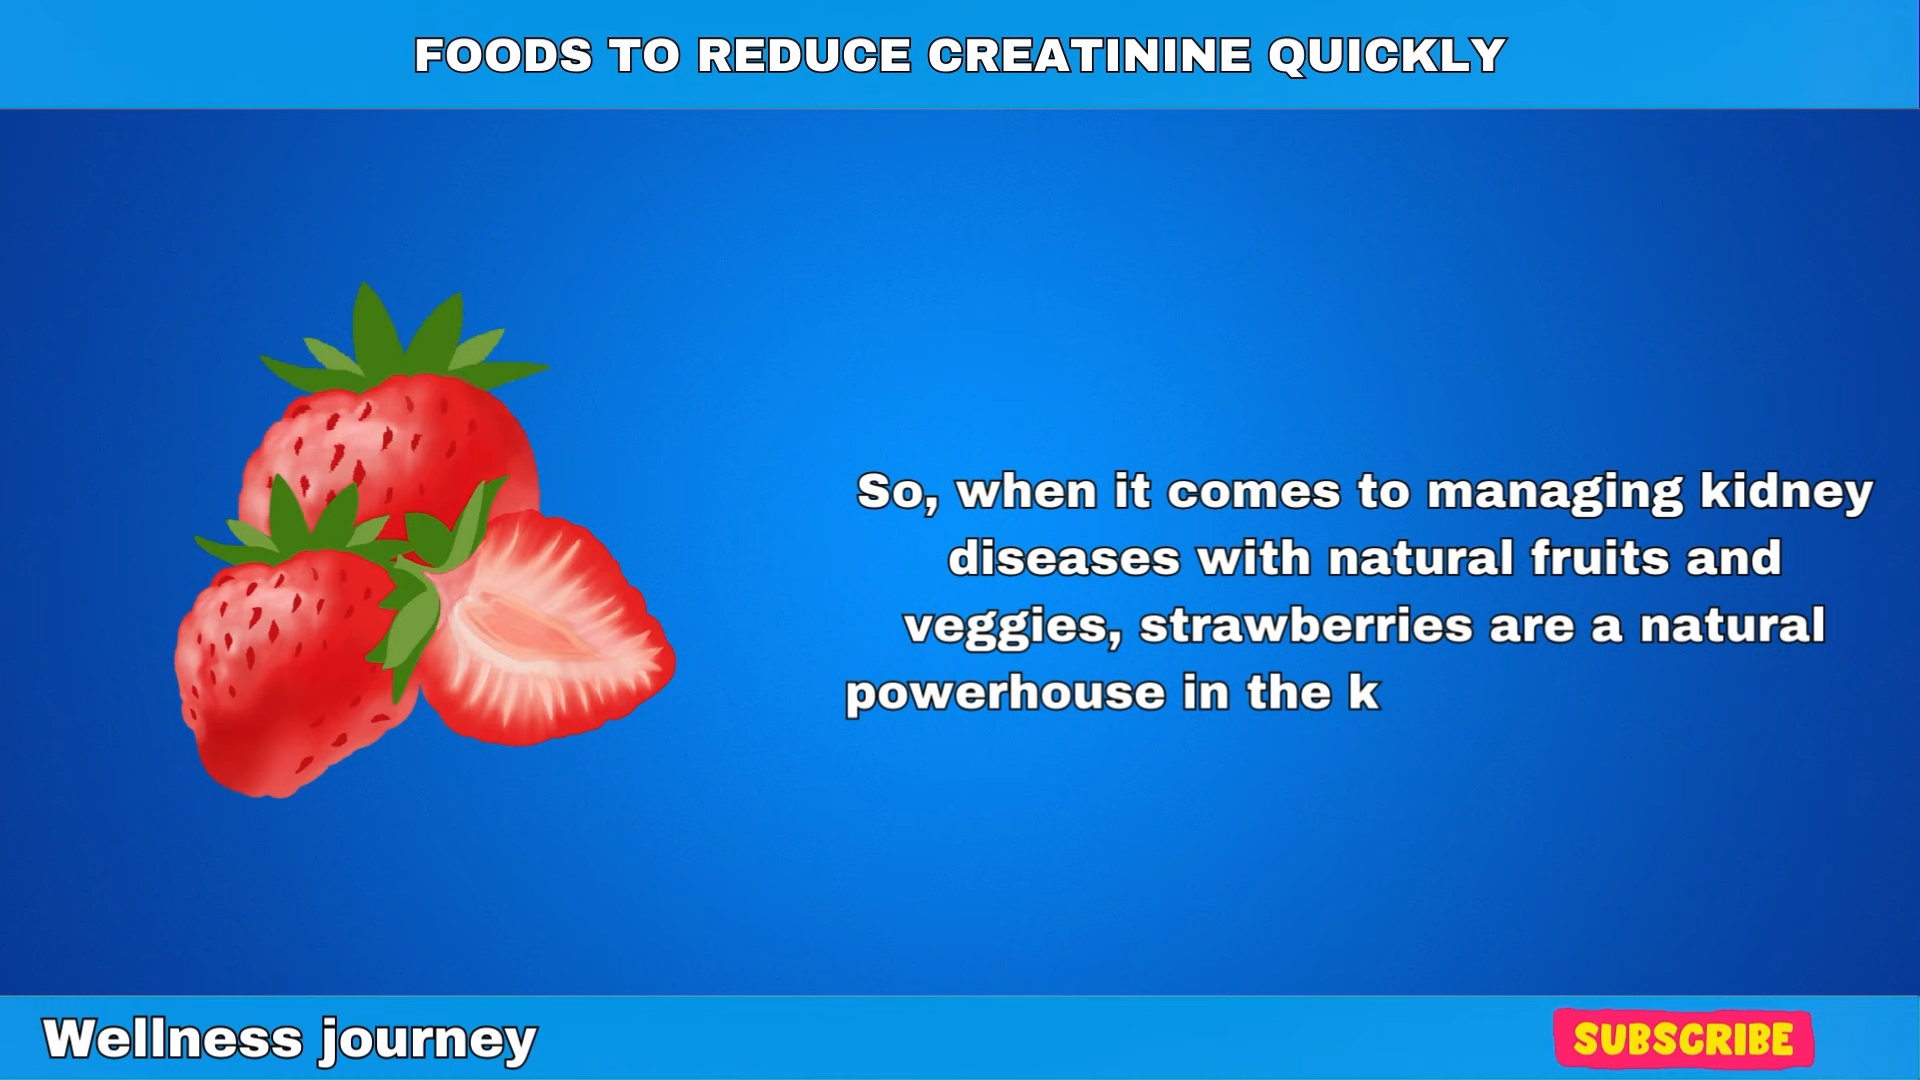 FOODS TO REDUCE CREATININE QUICKLY
So, when it comes to managing kidney
diseases with natural fruits and
veggies, strawberries are a natural
powerhouse in the k
Wellness journey
SUBSCRIBE